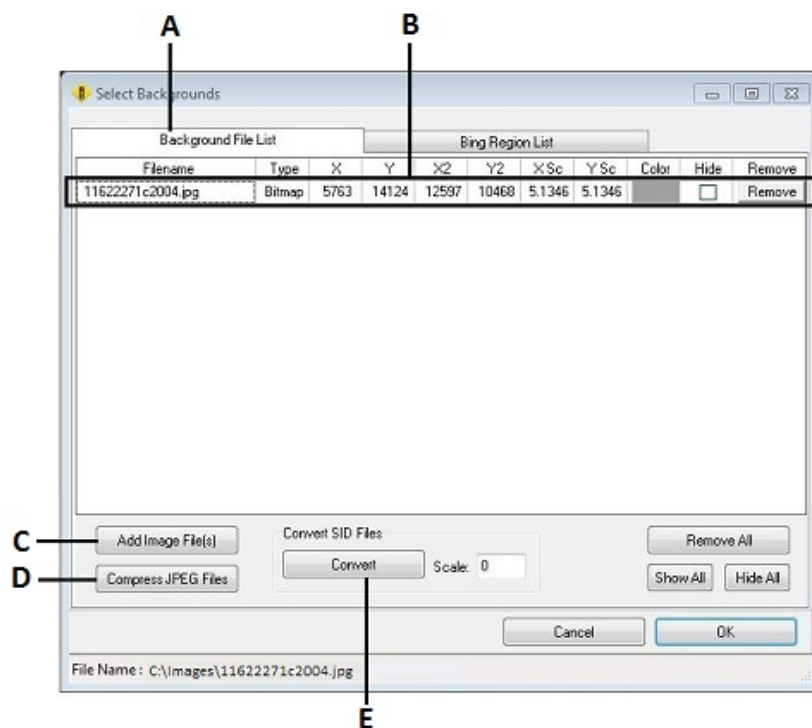 A B
Select Backgrounds
Background File List Bing Region List
Filename Type X Y X2 Y2 X Sc Y Sc Color Hide Remove
11622271c2004.jpg Bitmap 5763 14124 12597 10468 5.1346 5.1346 Remove
C Add Image File(s) Convert SID Files Remove All
D Compress JPEG Files Convert Scale: 0 Show All Hide All
Cancel OK
File Name : C:\Images\11622271c2004.jpg
E